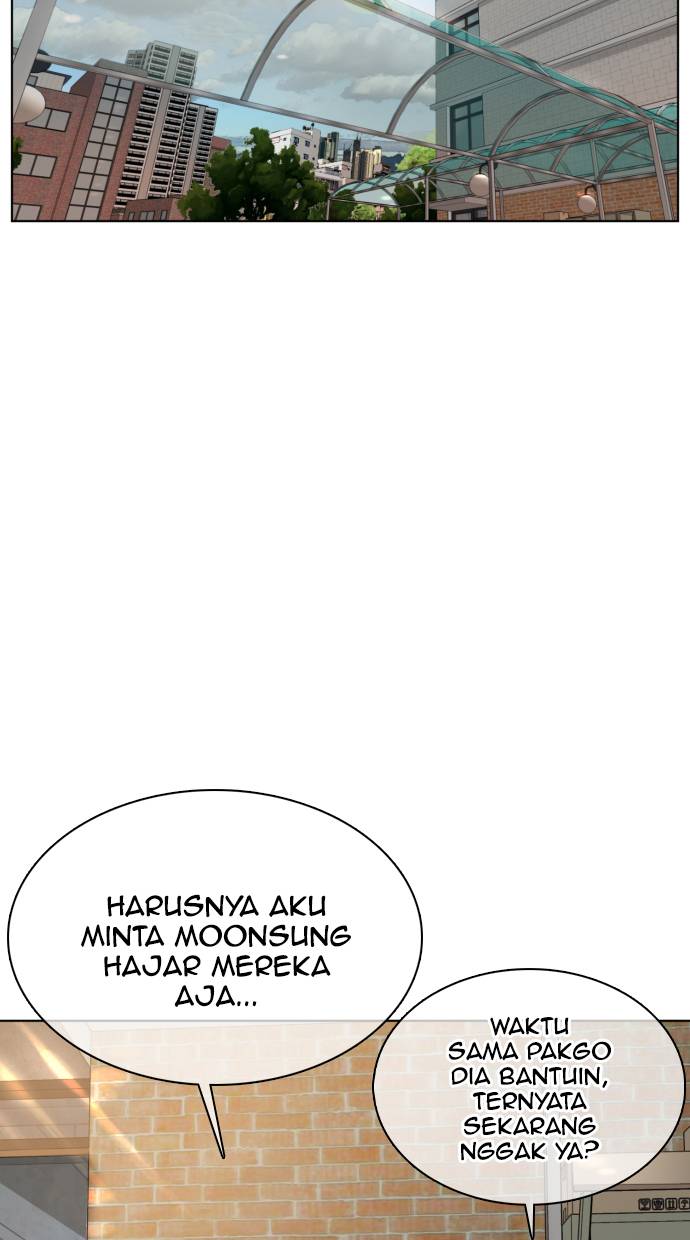 HARUSNYA AKU
MINTA MOONSUNG
HAJAR MEREKA
AJA...
WAKTU
SAMA PAKGO
DIA BANTUIN,
TERNYATA
SEKARANG
NGGAK YA?